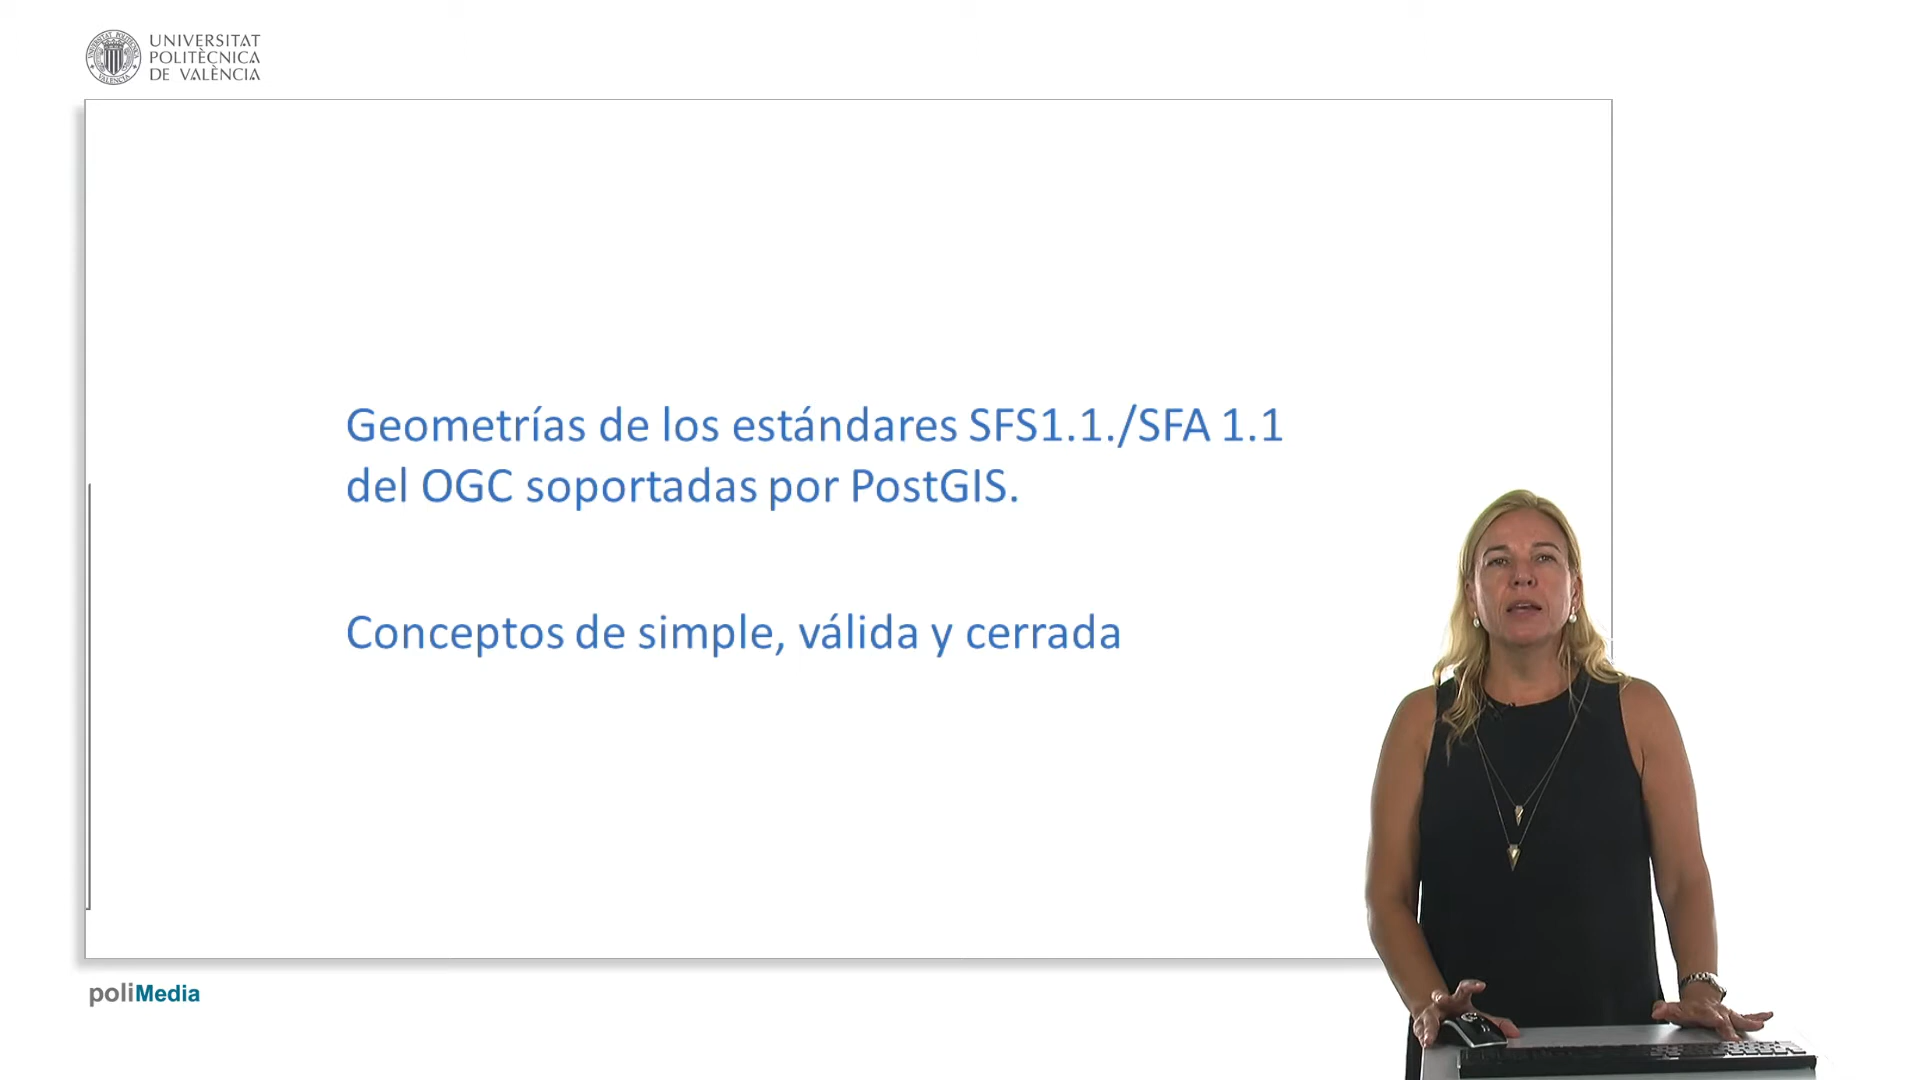 UNIVERSITAT
POLITÈCNICA
DE VALÈNCIA
Geometrías de los estándares SFS1.1./SFA 1.1
del OGC soportadas por PostGIS.
Conceptos de simple, válida y cerrada
poliMedia